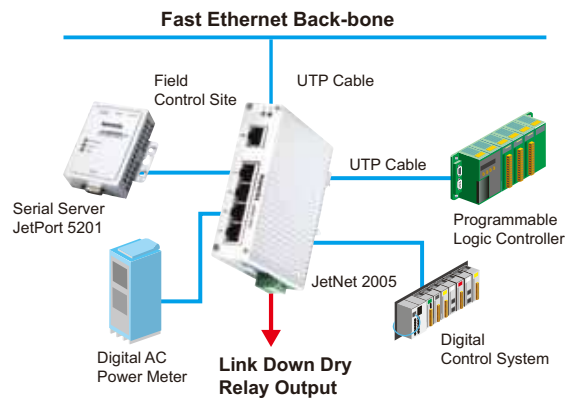 Fast Ethernet Back-bone
Field
Control Site
UTP Cable
UTP Cable
Serial Server
JetPort 5201
Programmable
Logic Controller
JetNet 2005
Digital AC
Power Meter
Link Down Dry
Relay Output
Digital
Control System